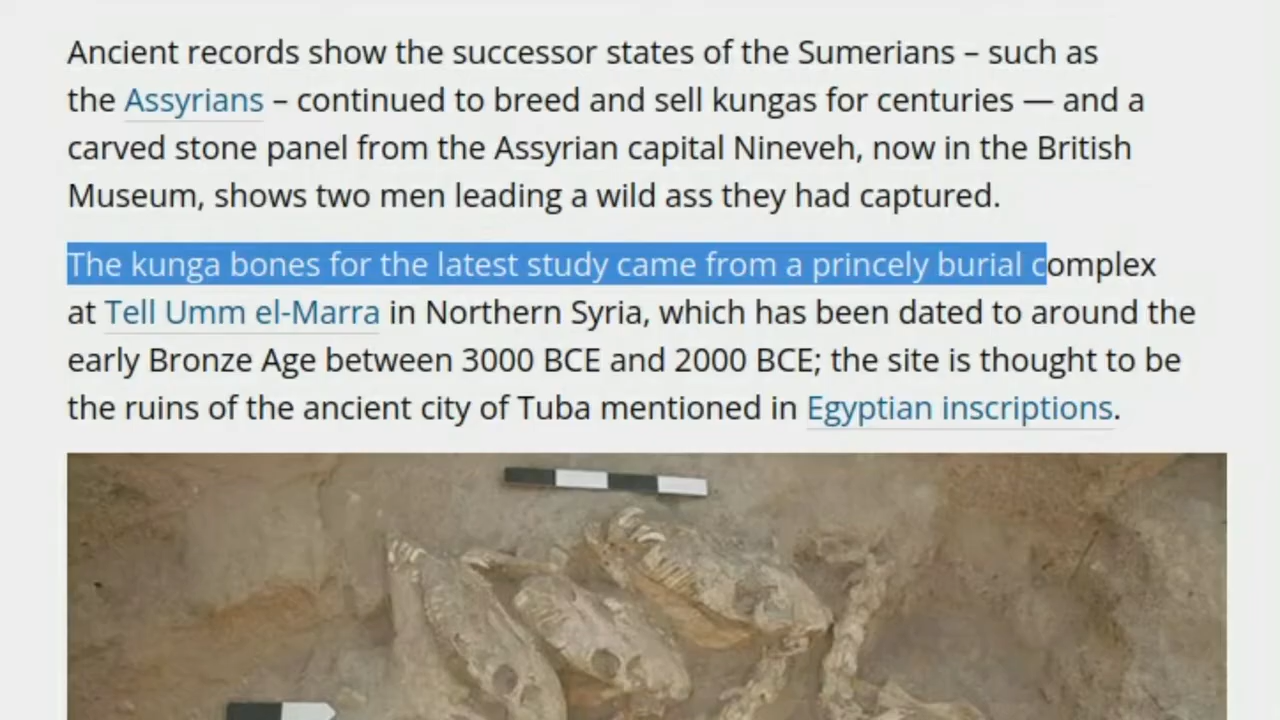 Ancient records show the successor states of the Sumerians – such as
the Assyrians – continued to breed and sell kungas for centuries — and a
carved stone panel from the Assyrian capital Nineveh, now in the British
Museum, shows two men leading a wild ass they had captured.
The kunga bones for the latest study came from a princely burial complex
at Tell Umm el-Marra in Northern Syria, which has been dated to around the
early Bronze Age between 3000 BCE and 2000 BCE; the site is thought to be
the ruins of the ancient city of Tuba mentioned in Egyptian inscriptions.